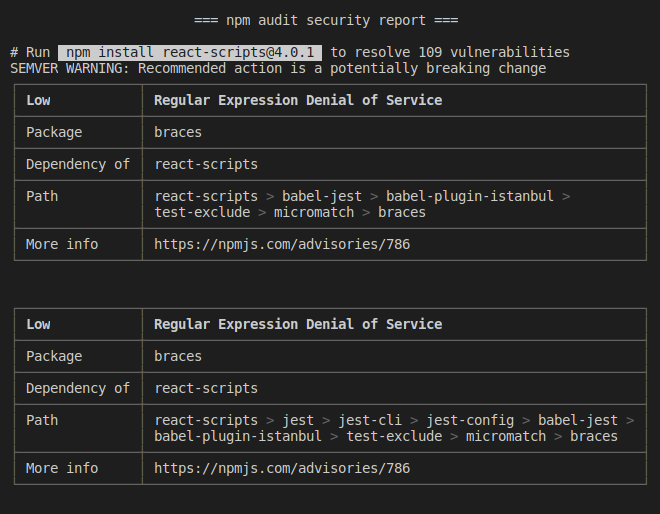 === npm audit security report ===
# Run npm install react-scripts@4.0.1 to resolve 109 vulnerabilities
SEMVER WARNING: Recommended action is a potentially breaking change
Low Regular Expression Denial of Service
Package braces
Dependency of react-scripts
Path react-scripts > babel-jest > babel-plugin-istanbul >
test-exclude > micromatch > braces
More info https://npmjs.com/advisories/786
Low Regular Expression Denial of Service
Package braces
Dependency of react-scripts
Path react-scripts > jest > jest-cli > jest-config > babel-jest >
babel-plugin-istanbul > test-exclude > micromatch > braces
More info https://npmjs.com/advisories/786